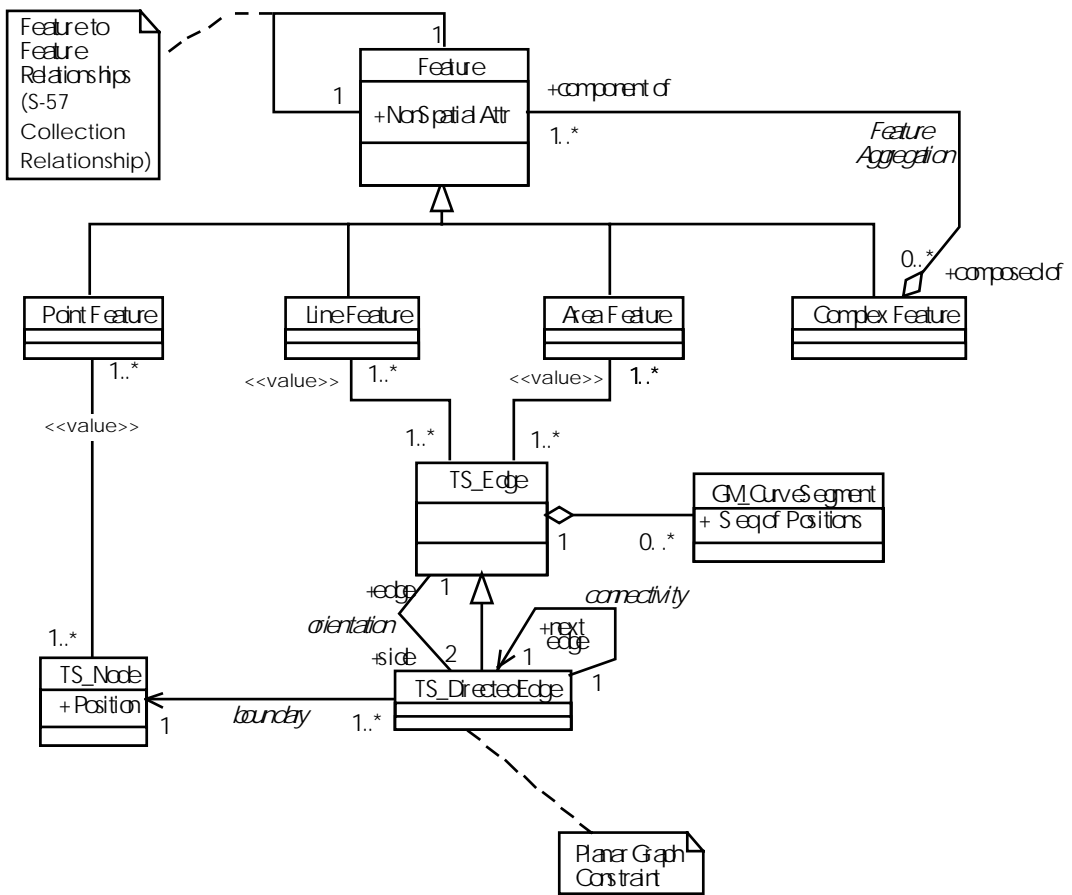 Feature to
Feature
Relationships
(S-57
Collection
Relationship)
1
Feature
1
+NonSpatial Attr
+component of
1..*
Feature
Aggregation
0..*
+composed of
Point Feature
Line Feature
Area Feature
Complex Feature
1..*
<<value>>
1..*
<<value>>
1..*
<<value>>
1..*
1..*
TS_Edge
GM_CurveSegment
+ Seq of Positions
1
0..*
+edge
1
connectivity
orientation
+next
edge
+side
2
1
1
1..*
TS_Node
+Position
1
boundary
1..*
TS_DirectedEdge
Planar Graph
Constraint